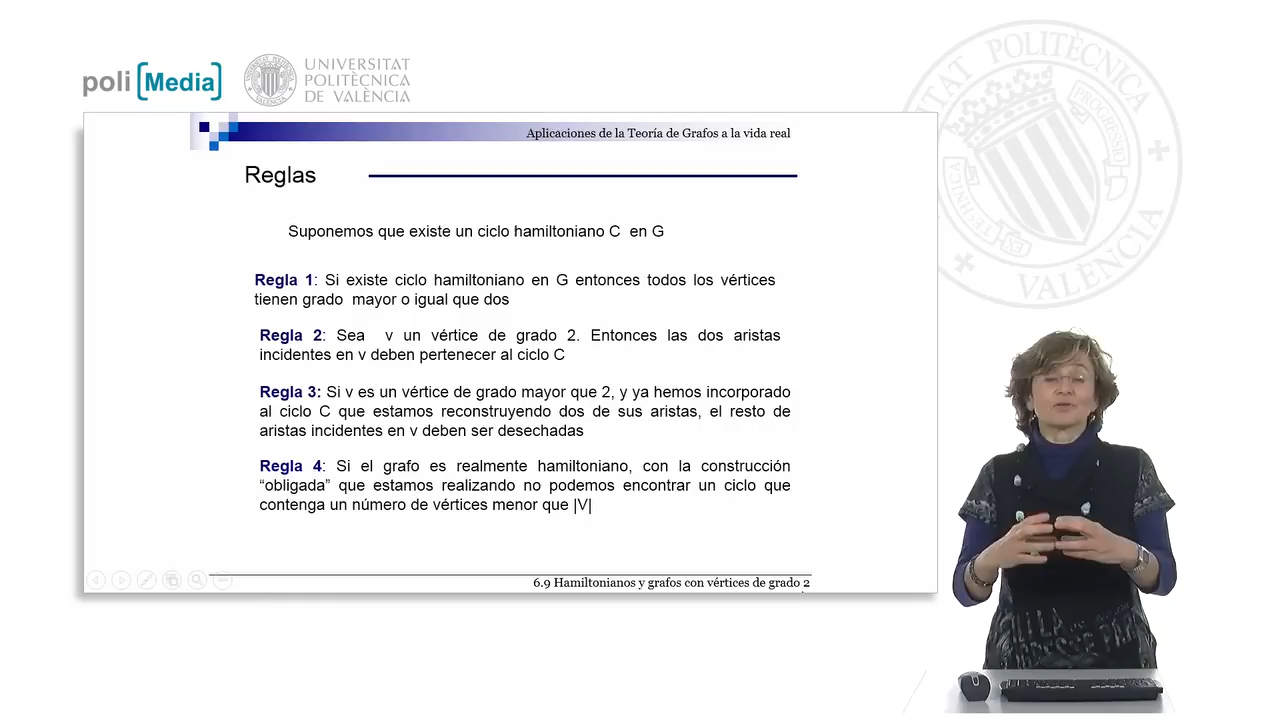 poli [Media]
UNIVERSITAT
POLITÈCNICA
DE VALÈNCIA
Aplicaciones de la Teoría de Grafos a la vida real
Reglas
Suponemos que existe un ciclo hamiltoniano C en G
Regla 1: Si existe ciclo hamiltoniano en G entonces todos los vértices
tienen grado mayor o igual que dos
Regla 2: Sea v un vértice de grado 2. Entonces las dos aristas
incidentes en v deben pertenecer al ciclo C
Regla 3: Si v es un vértice de grado mayor que 2, y ya hemos incorporado
al ciclo C que estamos reconstruyendo dos de sus aristas, el resto de
aristas incidentes en v deben ser desechadas
Regla 4: Si el grafo es realmente hamiltoniano, con la construcción
“obligada” que estamos realizando no podemos encontrar un ciclo que
contenga un número de vértices menor que |V|
6.9 Hamiltonianos y grafos con vértices de grado 2
POLITÈCNICA
VALÈNCIA
PROGRESSIO